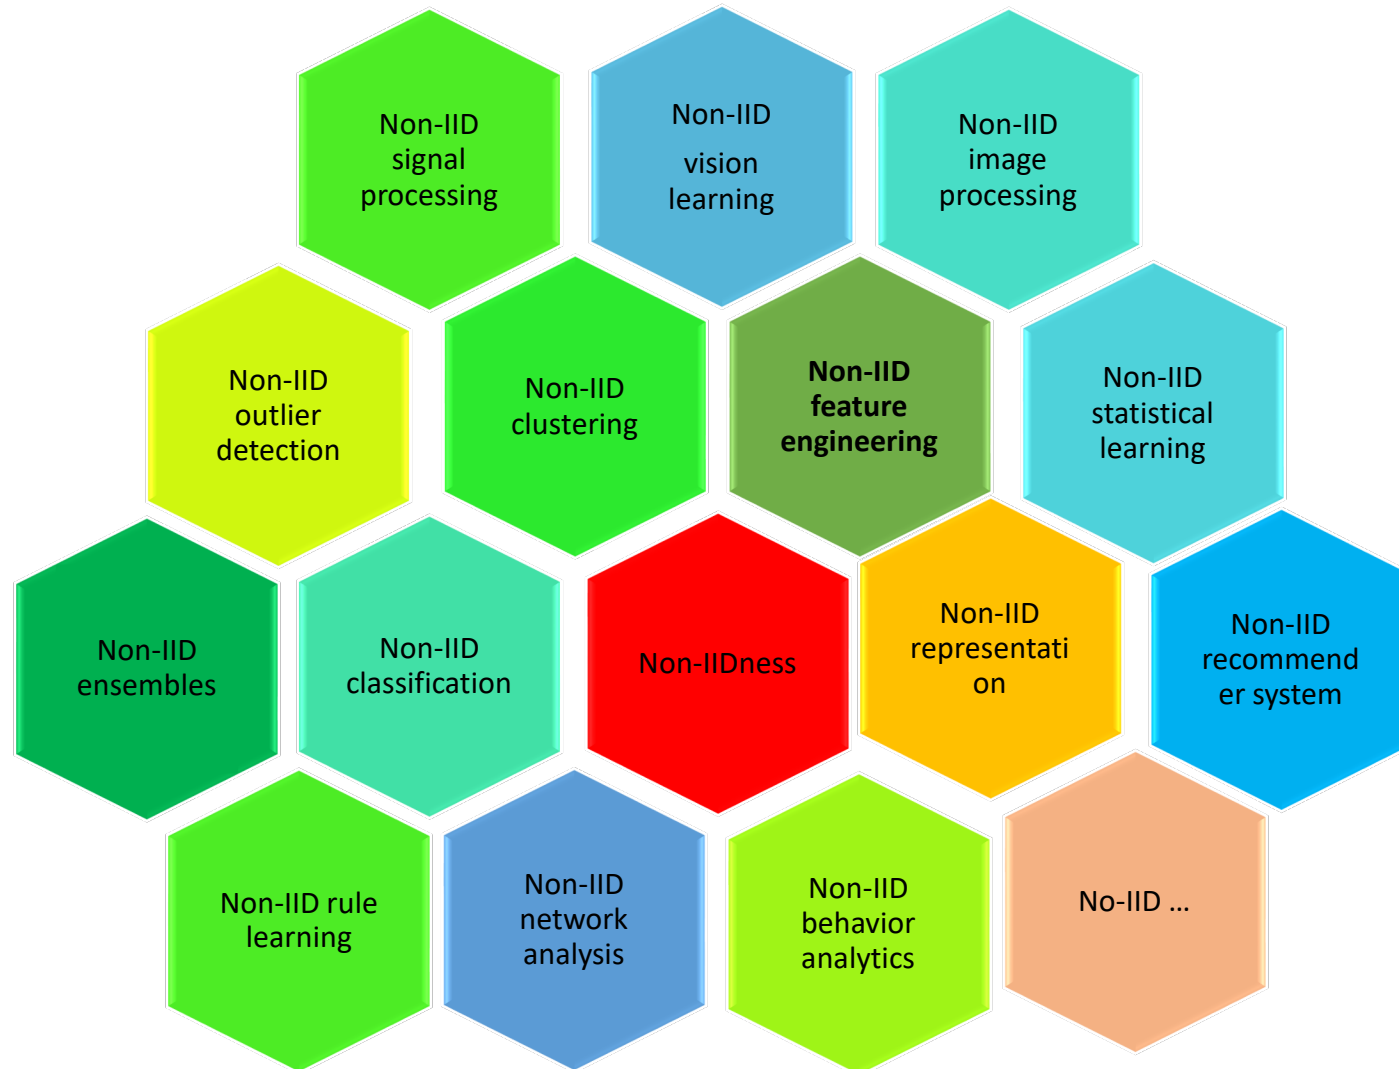 Non-IID
signal
processing
Non-IID
vision
learning
Non-IID
image
processing
Non-IID
outlier
detection
Non-IID
clustering
Non-IID
feature
engineering
Non-IID
statistical
learning
Non-IID
ensembles
Non-IID
classification
Non-IIDness
Non-IID
representati
on
Non-IID
recommend
er system
Non-IID rule
learning
Non-IID
network
analysis
Non-IID
behavior
analytics
No-IID ...